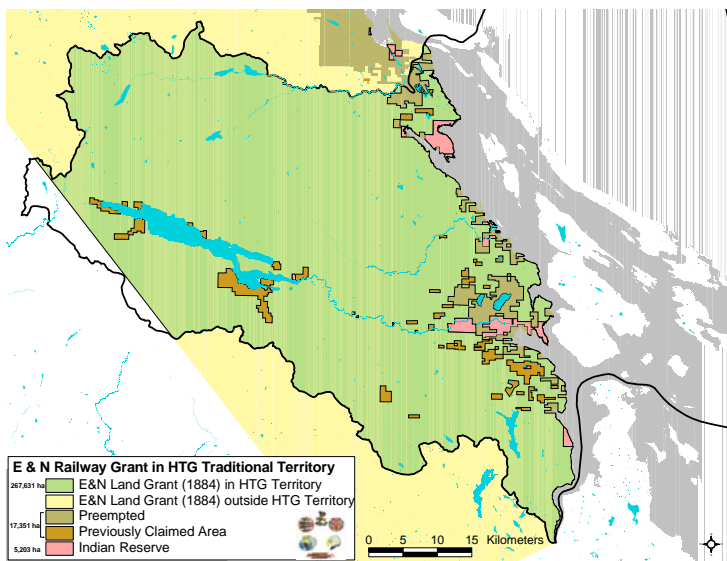 E & N Railway Grant in HTG Traditional Territory
267,631 ha E&N Land Grant (1884) in HTG Territory
E&N Land Grant (1884) outside HTG Territory
17,351 ha Preempted
Previously Claimed Area
5,203 ha Indian Reserve
0 5 10 15 Kilometers